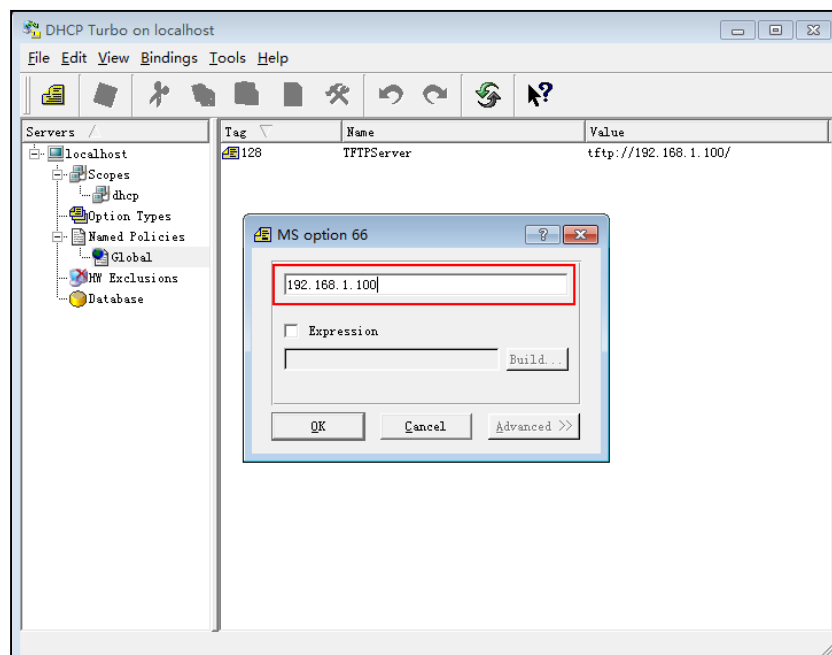 DHCP Turbo on localhost
File Edit View Bindings Tools Help
Servers
Tag Name Value
localhost
128 TFTPServer tftp://192.168.1.100/
Scopes
dhcp
Option Types
Named Policies
Global
HW Exclusions
Database
MS option 66
192.168.1.100
Expression
Build...
OK Cancel Advanced >>